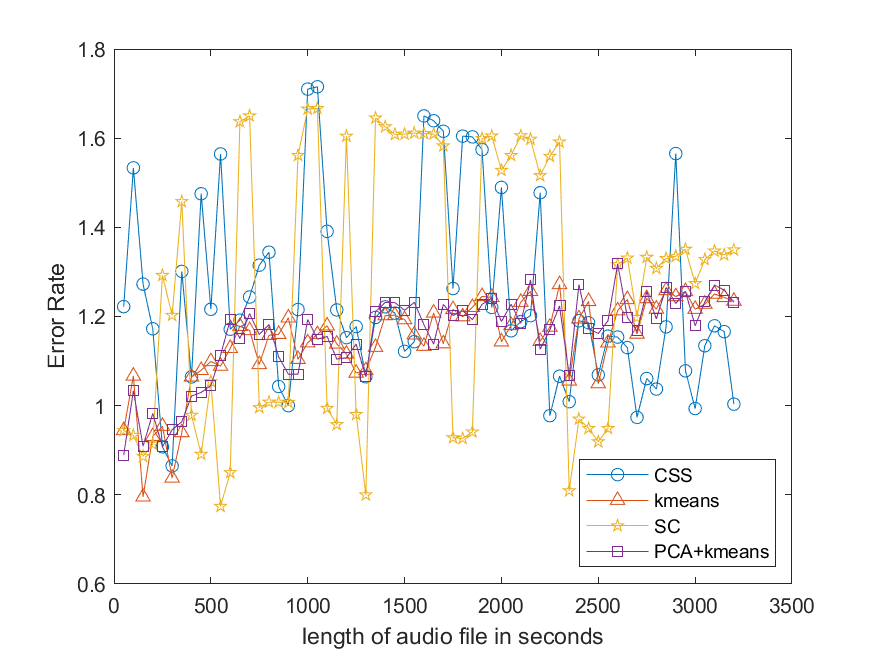 1.8
1.6
1.4
1.2
1
0.8
0.6
Error Rate
0 500 1000 1500 2000 2500 3000 3500
length of audio file in seconds
CSS
kmeans
SC
PCA+kmeans